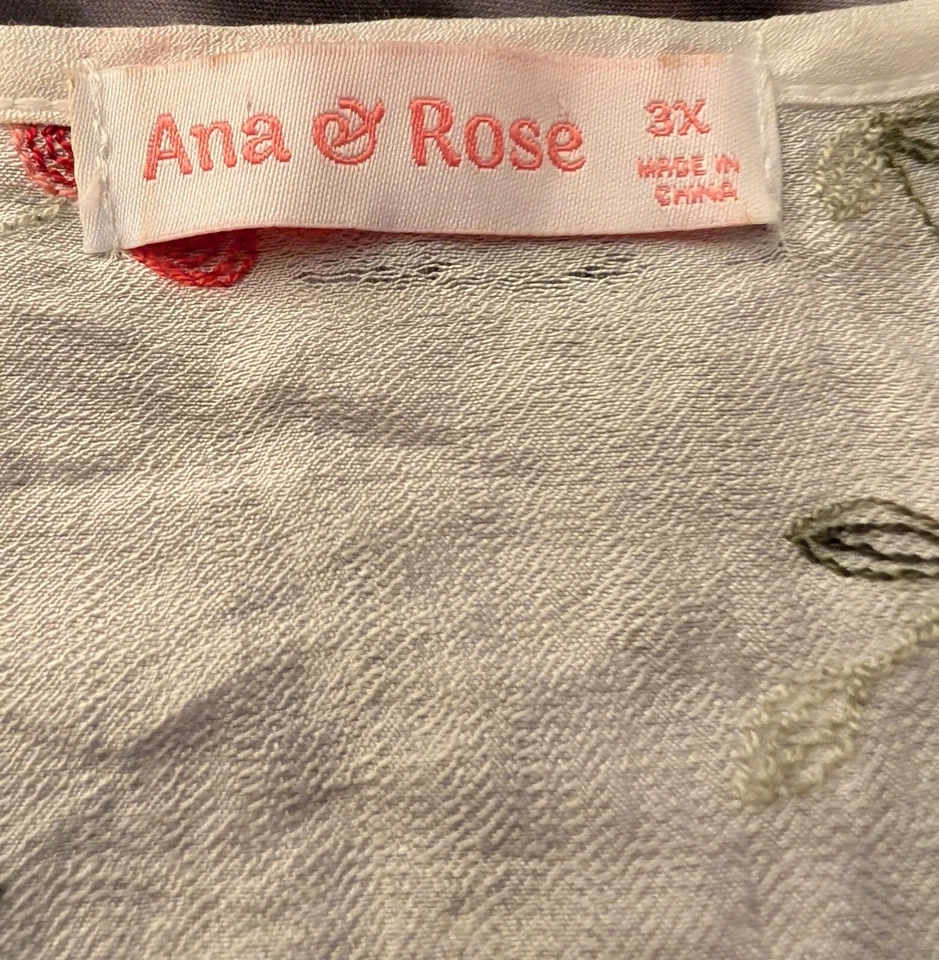 Ana & Rose
3X
MADE IN
CHINA